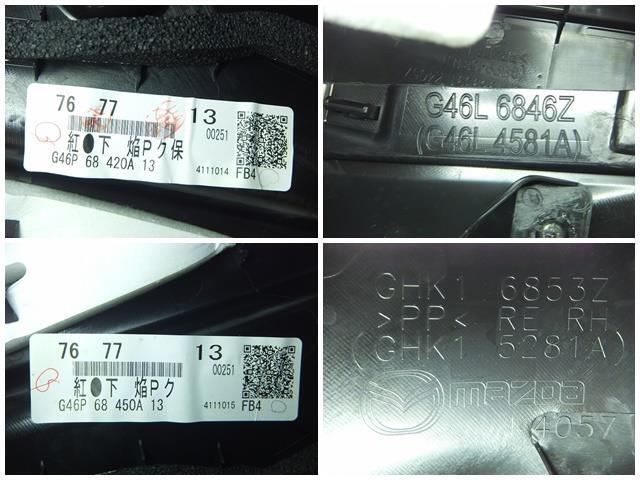 76 77 13
00251
紅●下 焔Pク保
G46P 68 420A 13 4111014 FB4
G46L 6846Z
(G46L 4581A)
76 77 13
00251
紅●下 焔Pク
G46P 68 450A 13 4111015 FB4
GHK1 6853Z
>PP< RE RH
(GHK1 5281A)
mazDa
4057